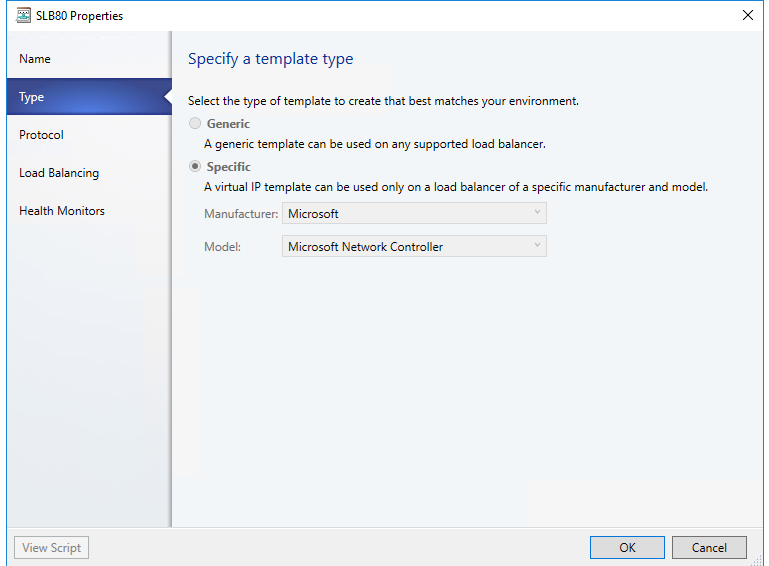 SLB80 Properties
Name
Type
Protocol
Load Balancing
Health Monitors
Specify a template type
Select the type of template to create that best matches your environment.
Generic
A generic template can be used on any supported load balancer.
Specific
A virtual IP template can be used only on a load balancer of a specific manufacturer and model.
Manufacturer: Microsoft
Model: Microsoft Network Controller
View Script
OK
Cancel